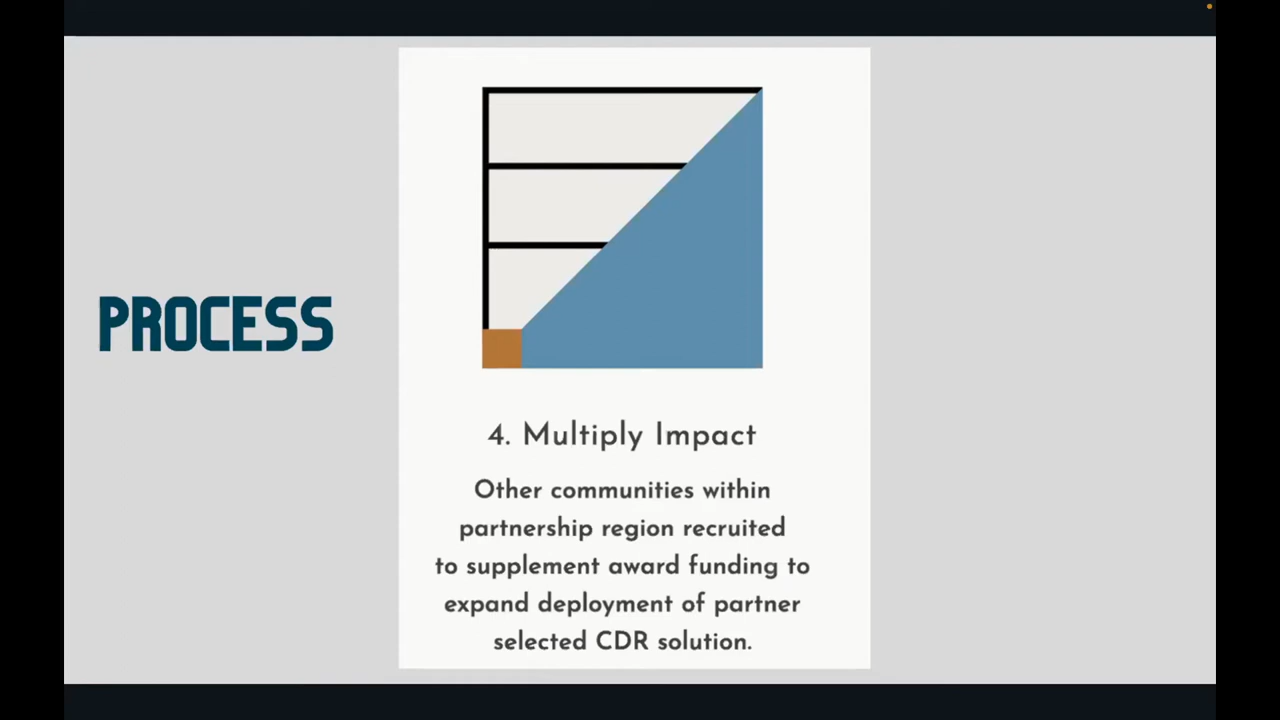 PROCESS
4. Multiply Impact
Other communities within
partnership region recruited
to supplement award funding to
expand deployment of partner
selected CDR solution.